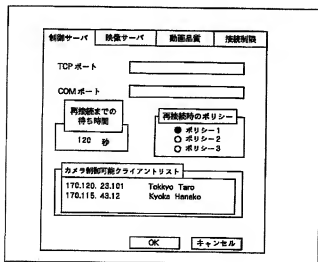 制御サーバ 映像サーバ 動画品質 接続制限
TCPポート
COMポート
再接続までの
待ち時間
120 秒
再接続時のポリシー
ポリシー1
ポリシー2
ポリシー3
カメラ制御可能クライアントリスト
170.120. 23.101 Tokkyo Taro
170.115. 43.12 Kyoka Hanako
OK キャンセル